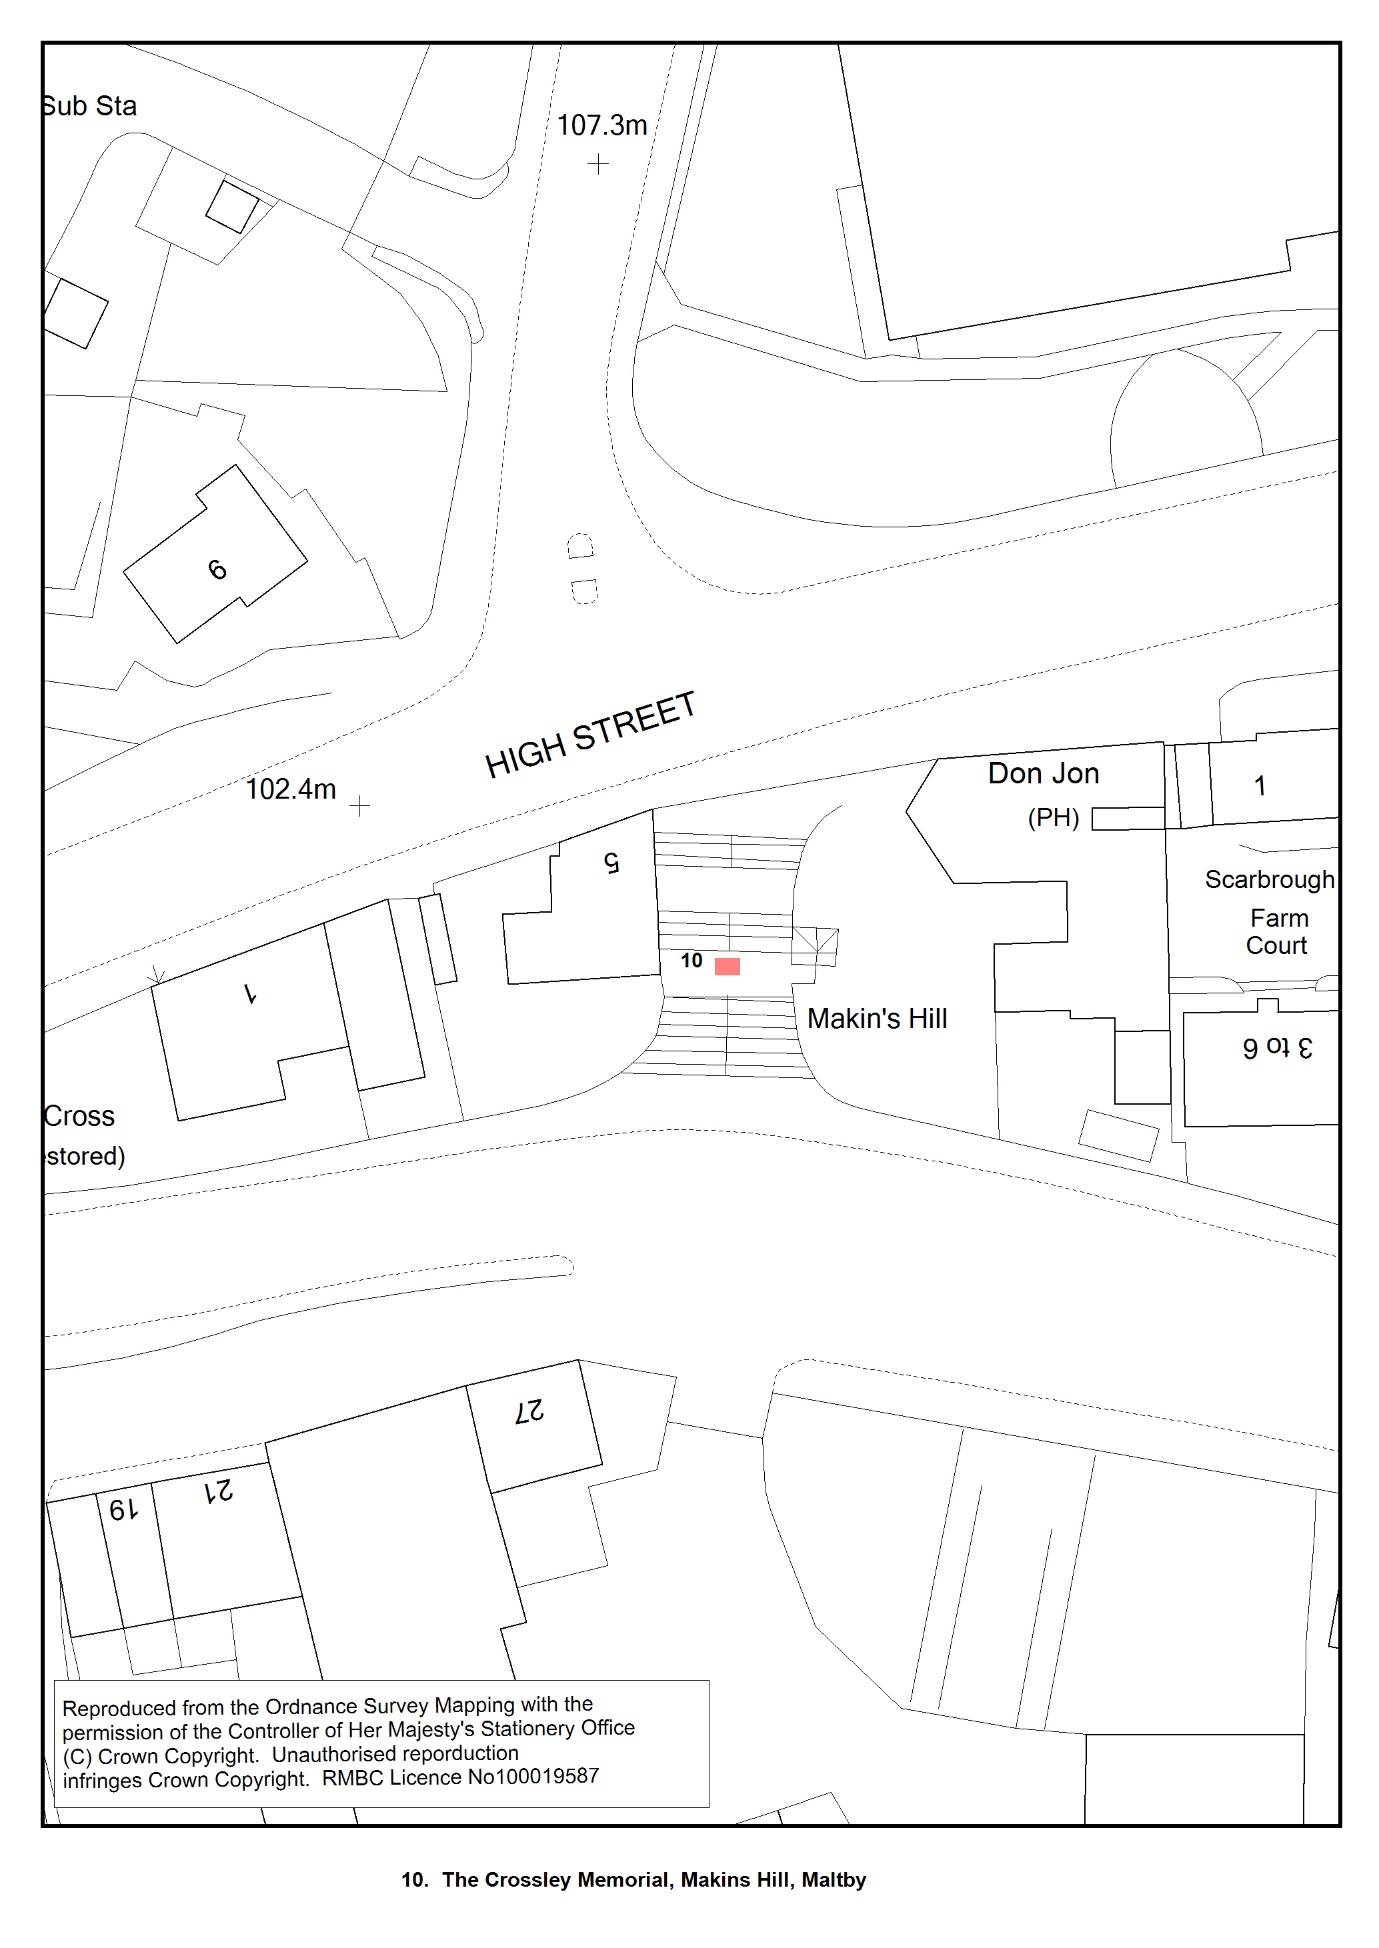 Sub Sta
107.3m
9
HIGH STREET
102.4m
Don Jon
(PH)
1
5
Scarbrough
Farm
Court
10
1
Makin's Hill
3 to 6
Cross
stored)
27
21
19
Reproduced from the Ordnance Survey Mapping with the
permission of the Controller of Her Majesty's Stationery Office
(C) Crown Copyright. Unauthorised reporduction
infringes Crown Copyright. RMBC Licence No100019587
10. The Crossley Memorial, Makins Hill, Maltby